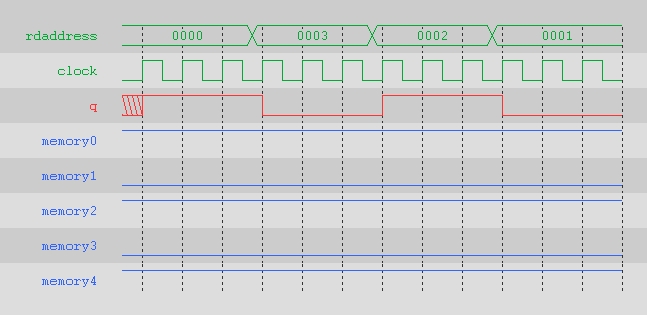 rdaddress 0000 0003 0002 0001
clock
q
memory0
memory1
memory2
memory3
memory4